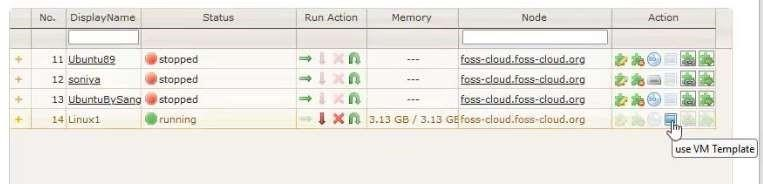 No. DisplayName Status Run Action Memory Node Action
11 Ubuntu89 stopped --- foss-cloud.foss-cloud.org
12 soniya stopped --- foss-cloud.foss-cloud.org
13 UbuntuBySang stopped --- foss-cloud.foss-cloud.org
14 Linux1 running 3.13 GB / 3.13 GB foss-cloud.foss-cloud.org
use VM Template